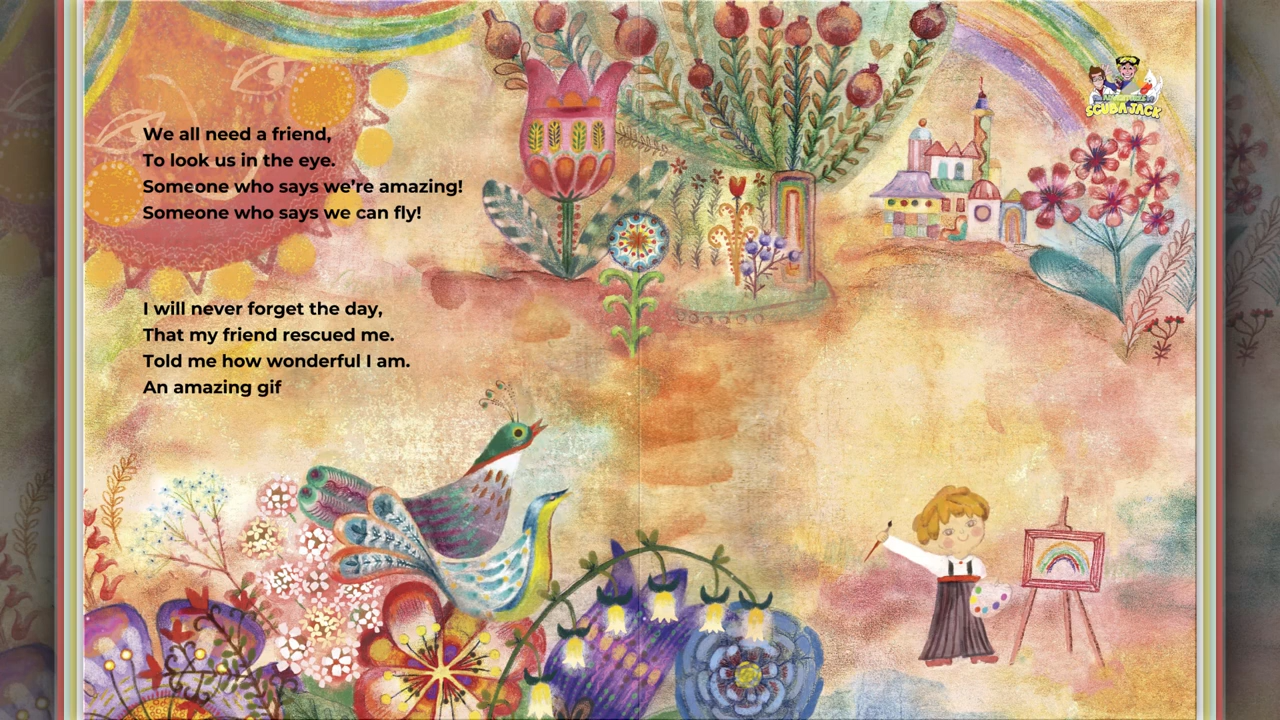 We all need a friend,
To look us in the eye.
Someone who says we're amazing!
Someone who says we can fly!
I will never forget the day,
That my friend rescued me.
Told me how wonderful I am.
An amazing gif
SCUBA JACK